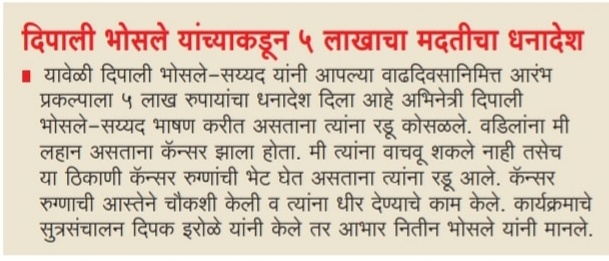 दिपाली भोसले यांच्याकडून ५ लाखाचा मदतीचा धनादेश
यावेळी दिपाली भोसले-सय्यद यांनी आपल्या वाढदिवसानिमित्त आरंभ
प्रकल्पाला ५ लाख रुपायांचा धनादेश दिला आहे अभिनेत्री दिपाली
भोसले-सय्यद भाषण करीत असताना त्यांना रडू कोसळले. वडिलांना मी
लहान असताना कॅन्सर झाला होता. मी त्यांना वाचवू शकले नाही तसेच
या ठिकाणी कॅन्सर रुग्णांची भेट घेत असताना त्यांना रडू आले. कॅन्सर
रुग्णाची आस्तेने चौकशी केली व त्यांना धीर देण्याचे काम केले. कार्यक्रमाचे
सुत्रसंचालन दिपक इरोळे यांनी केले तर आभार नितीन भोसले यांनी मानले.